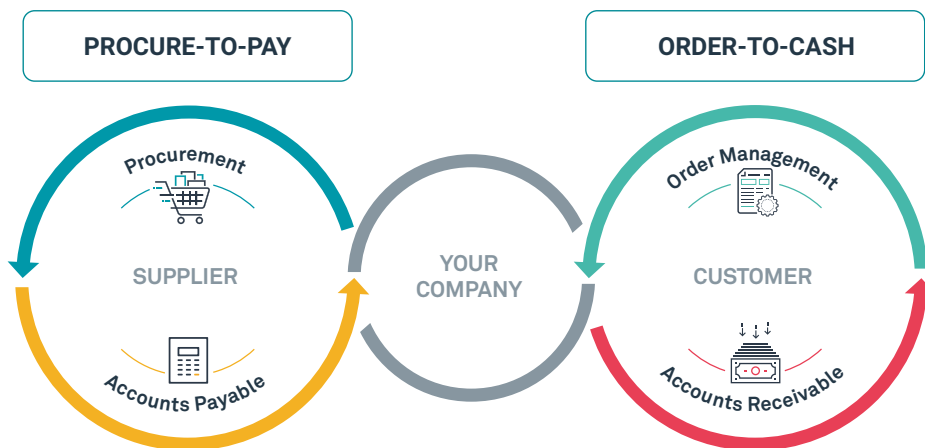 PROCURE-TO-PAY
ORDER-TO-CASH
Procurement
SUPPLIER
Accounts Payable
YOUR
COMPANY
Order Management
CUSTOMER
Accounts Receivable